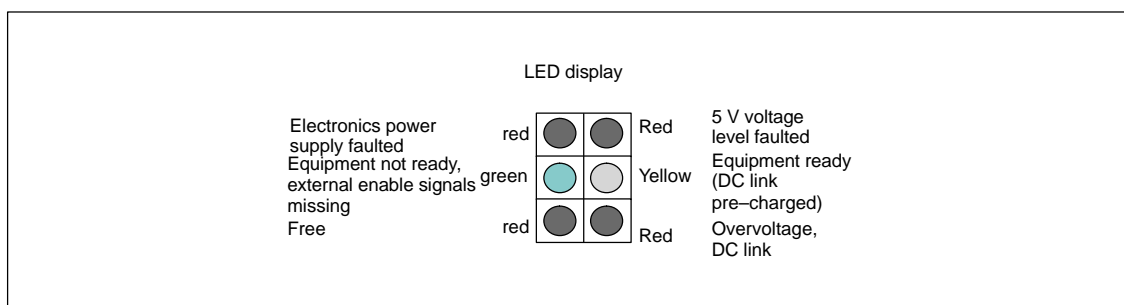 LED display
Electronics power
supply faulted
red
Red
5 V voltage
level faulted
Equipment not ready,
external enable signals
missing
green
Yellow
Equipment ready
(DC link
pre–charged)
Free
red
Red
Overvoltage,
DC link